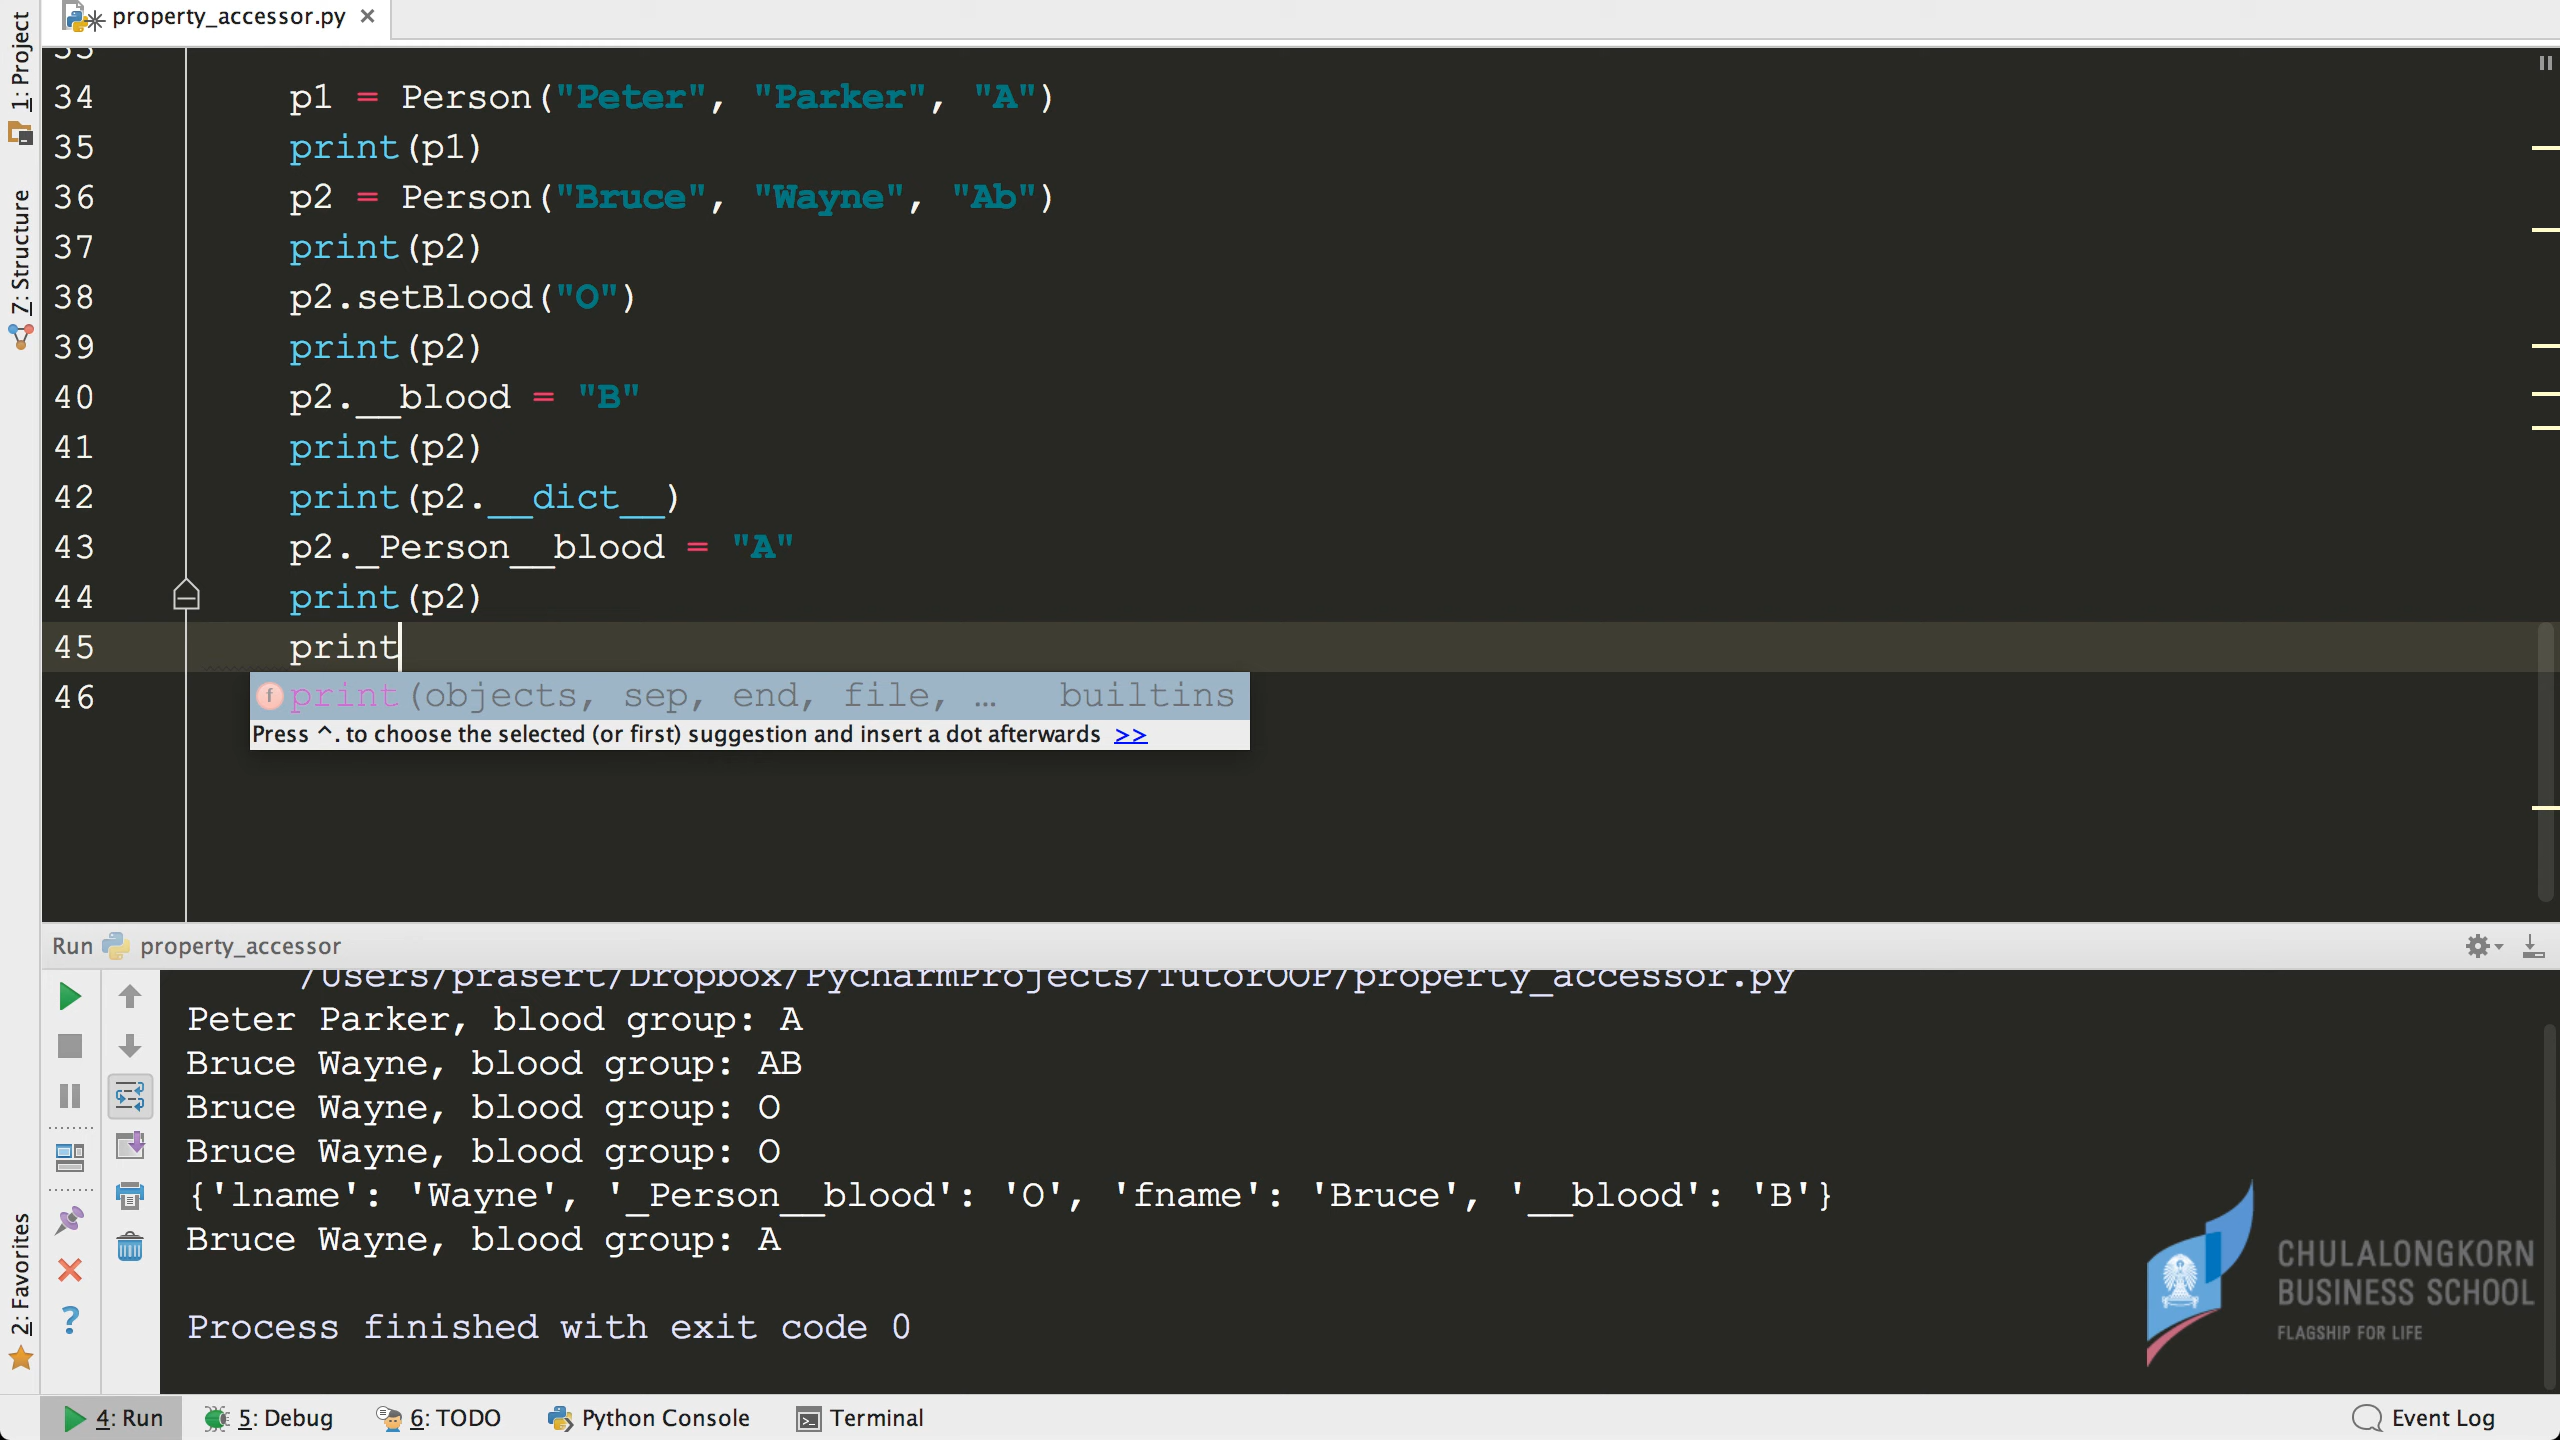 property_accessor.py
1: Project
7: Structure
2: Favorites
34 p1 = Person("Peter", "Parker", "A")
35 print(p1)
36 p2 = Person("Bruce", "Wayne", "Ab")
37 print(p2)
38 p2.setBlood("O")
39 print(p2)
40 p2.__blood = "B"
41 print(p2)
42 print(p2.__dict__)
43 p2._Person__blood = "A"
44 print(p2)
45 print
46
f print(objects, sep, end, file, … builtins
Press ^. to choose the selected (or first) suggestion and insert a dot afterwards >>
Run property_accessor
/Users/prasert/Dropbox/PycharmProjects/TutorOOP/property_accessor.py
Peter Parker, blood group: A
Bruce Wayne, blood group: AB
Bruce Wayne, blood group: O
Bruce Wayne, blood group: O
{'lname': 'Wayne', '_Person__blood': 'O', 'fname': 'Bruce', '__blood': 'B'}
Bruce Wayne, blood group: A
Process finished with exit code 0
CHULALONGKORN
BUSINESS SCHOOL
FLAGSHIP FOR LIFE
4: Run 5: Debug 6: TODO Python Console Terminal Event Log